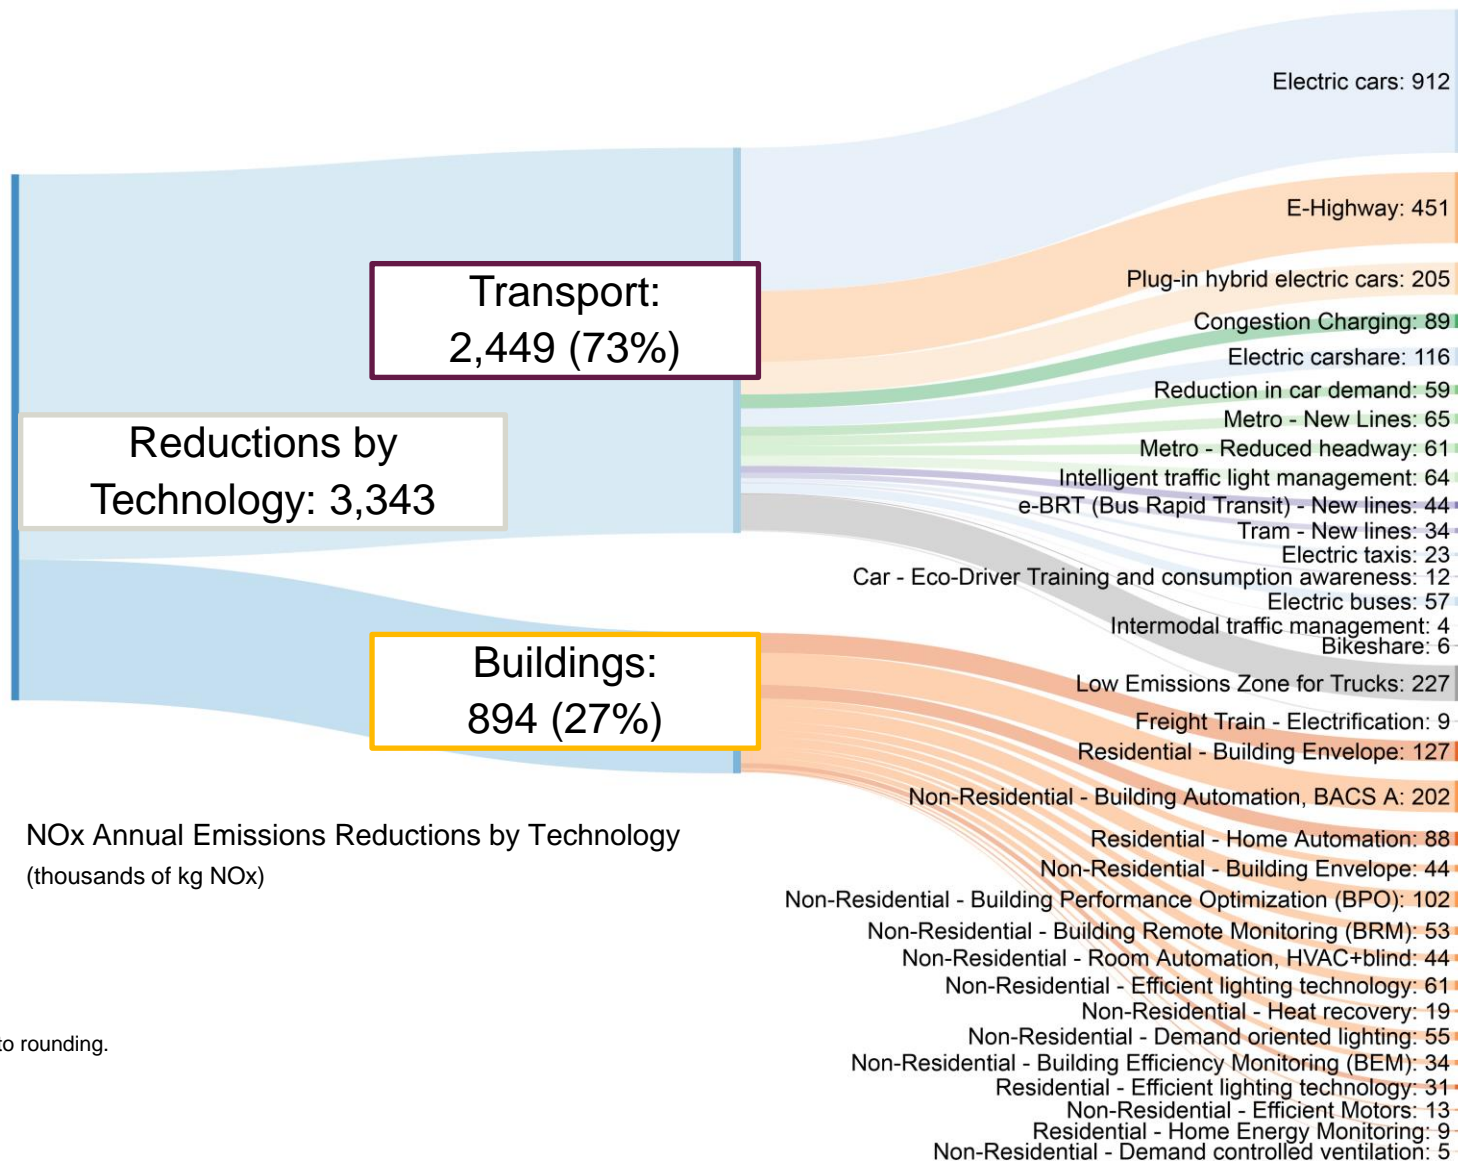 Electric cars: 912
E-Highway: 451
Transport:
2,449 (73%)
Plug-in hybrid electric cars: 205
Congestion Charging: 89
Electric carshare: 116
Reduction in car demand: 59
Metro - New Lines: 65
Reductions by
Technology: 3,343
Metro - Reduced headway: 61
Intelligent traffic light management: 64
e-BRT (Bus Rapid Transit) - New lines: 44
Tram - New lines: 34
Electric taxis: 23
Car - Eco-Driver Training and consumption awareness: 12
Electric buses: 57
Intermodal traffic management: 4
Bikeshare: 6
Buildings:
894 (27%)
Low Emissions Zone for Trucks: 227
Freight Train - Electrification: 9
Residential - Building Envelope: 127
Non-Residential - Building Automation, BACS A: 202
NOx Annual Emissions Reductions by Technology
(thousands of kg NOx)
Residential - Home Automation: 88
Non-Residential - Building Envelope: 44
Non-Residential - Building Performance Optimization (BPO): 102
Non-Residential - Building Remote Monitoring (BRM): 53
Non-Residential - Room Automation, HVAC+blind: 44
Non-Residential - Efficient lighting technology: 61
Non-Residential - Heat recovery: 19
Non-Residential - Demand oriented lighting: 55
to rounding.
Non-Residential - Building Efficiency Monitoring (BEM): 34
Residential - Efficient lighting technology: 31
Non-Residential - Efficient Motors: 13
Residential - Home Energy Monitoring: 9
Non-Residential - Demand controlled ventilation: 5